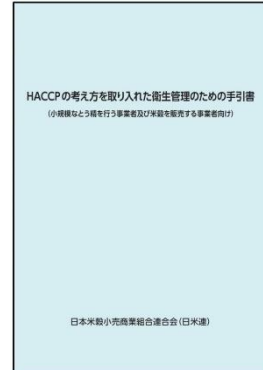 HACCPの考え方を取り入れた衛生管理のための手引書
(小規模なとう精を行う事業者及び米穀を販売する事業者向け)
日本米穀小売商業組合連合会(日米連)